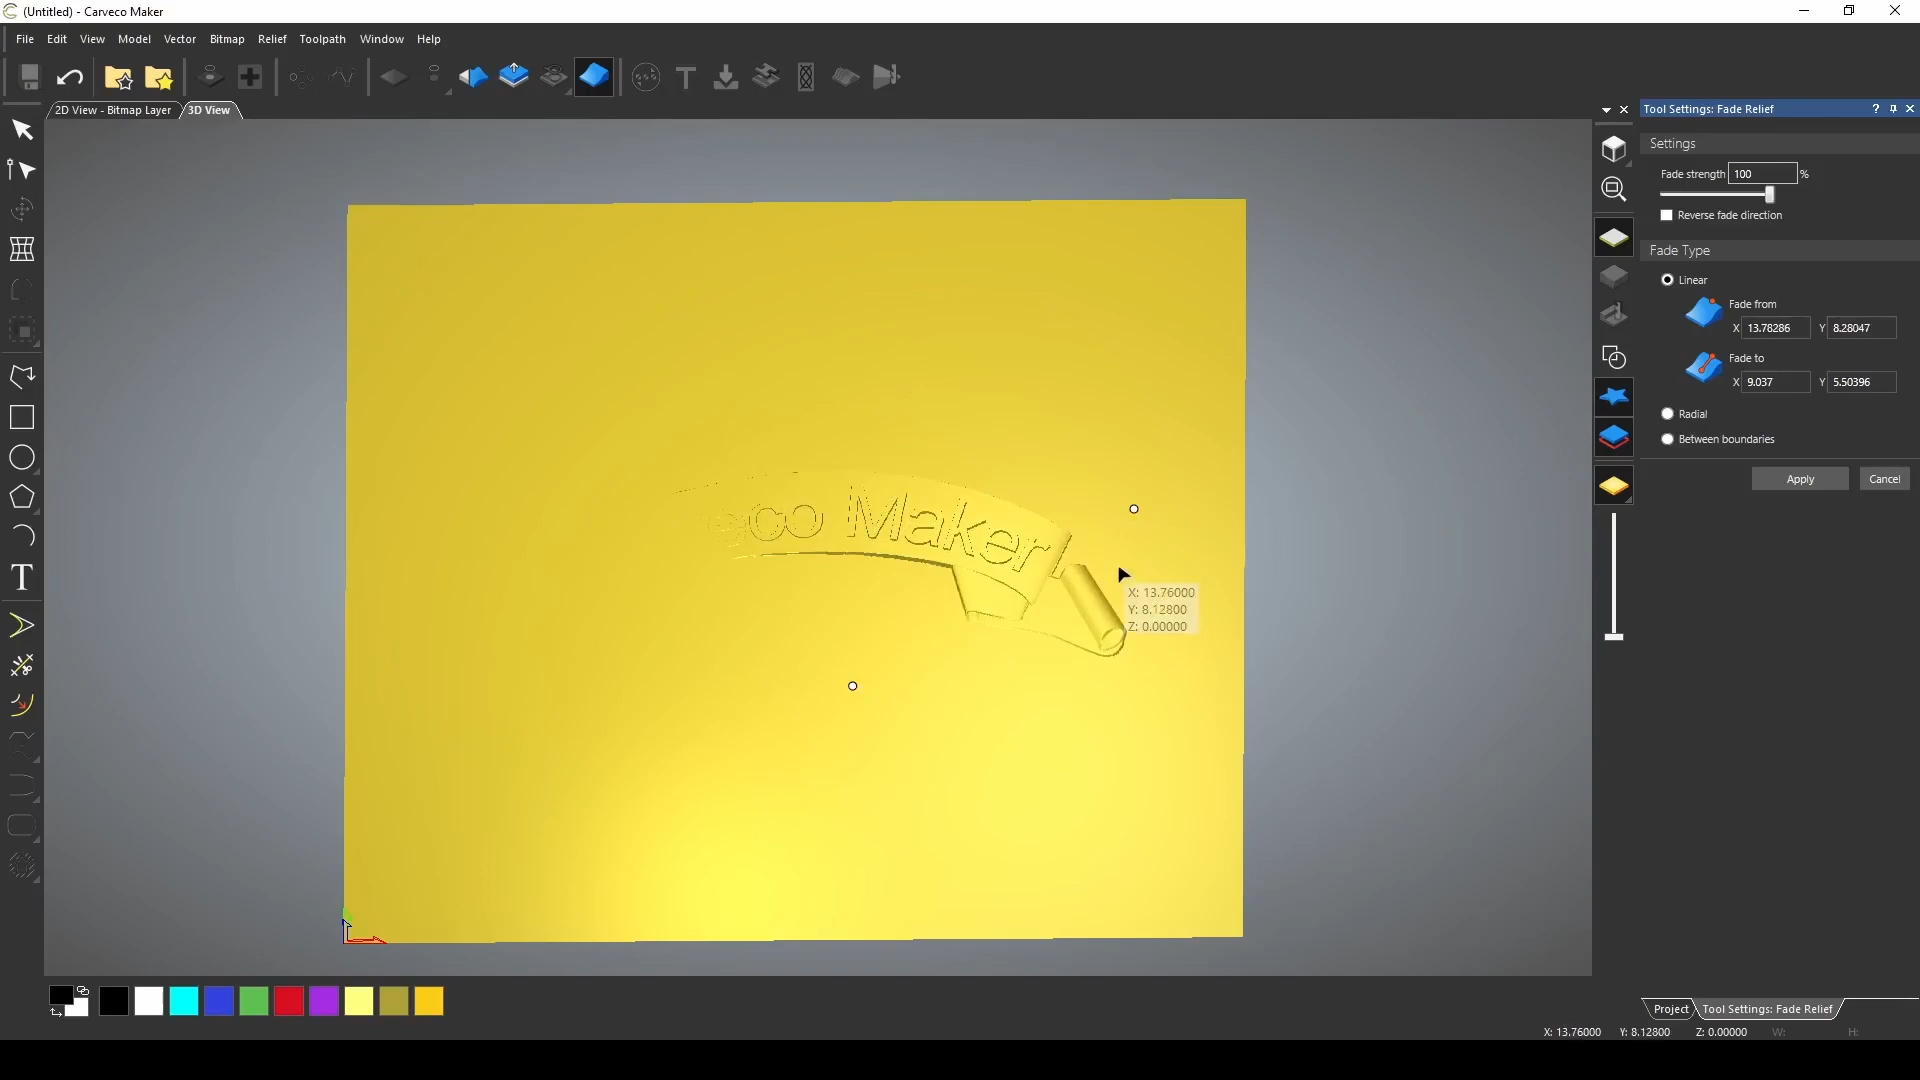 (Untitled) - Carveco Maker
File Edit View Model Vector Bitmap Relief Toolpath Window Help
2D View - Bitmap Layer 3D View
Tool Settings: Fade Relief
Settings
Fade strength 100 %
Reverse fade direction
Fade Type
Linear
Fade from
X 13.78286 Y 8.28047
Fade to
X 9.037 Y 5.50396
Radial
Between boundaries
Apply Cancel
eco Maker
X: 13.76000
Y: 8.12800
Z: 0.00000
Project Tool Settings: Fade Relief
X: 13.76000 Y: 8.12800 Z: 0.00000 W: H: